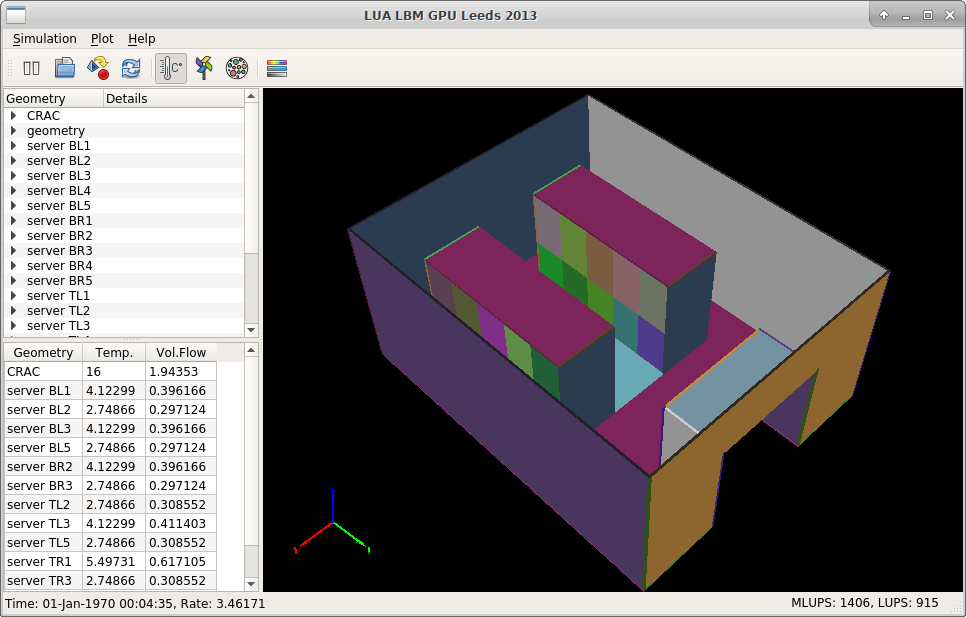 LUA LBM GPU Leeds 2013
Simulation Plot Help
C°
Geometry Details
CRAC
geometry
server BL1
server BL2
server BL3
server BL4
server BL5
server BR1
server BR2
server BR3
server BR4
server BR5
server TL1
server TL2
server TL3
Geometry Temp. Vol.Flow
CRAC 16 1.94353
server BL1 4.12299 0.396166
server BL2 2.74866 0.297124
server BL3 4.12299 0.396166
server BL5 2.74866 0.297124
server BR2 4.12299 0.396166
server BR3 2.74866 0.297124
server TL2 2.74866 0.308552
server TL3 4.12299 0.411403
server TL5 2.74866 0.308552
server TR1 5.49731 0.617105
server TR3 2.74866 0.308552
Time: 01-Jan-1970 00:04:35, Rate: 3.46171
MLUPS: 1406, LUPS: 915